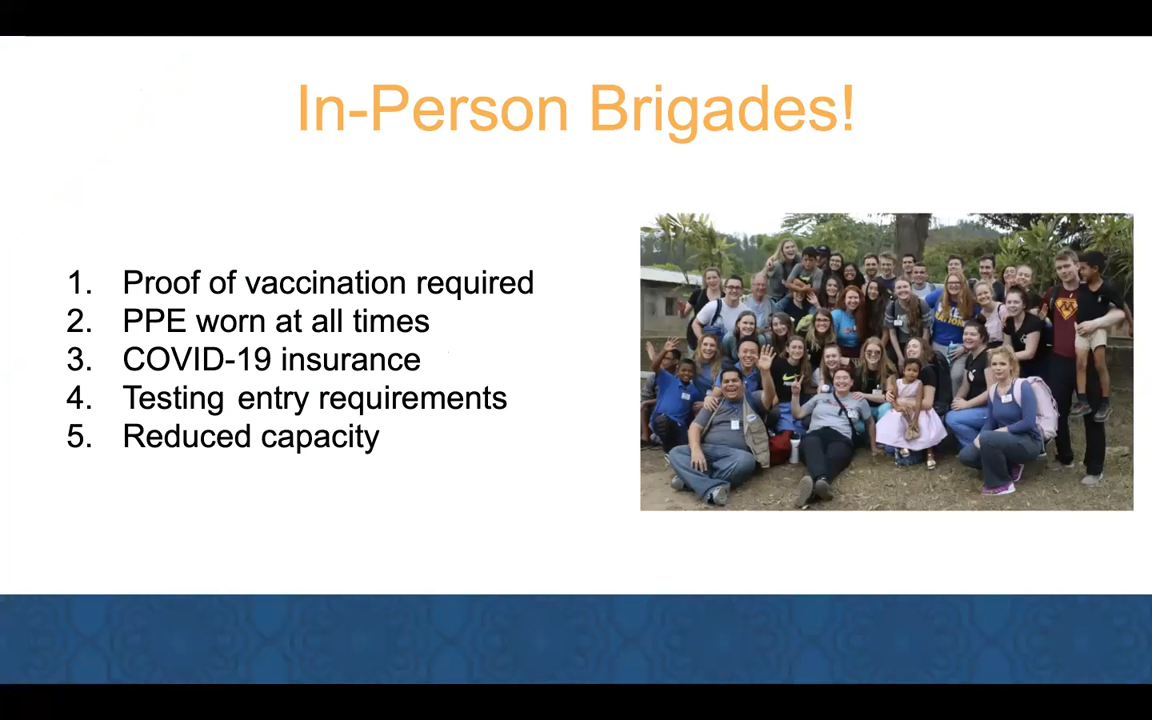 In-Person Brigades!
1. Proof of vaccination required
2. PPE worn at all times
3. COVID-19 insurance
4. Testing entry requirements
5. Reduced capacity